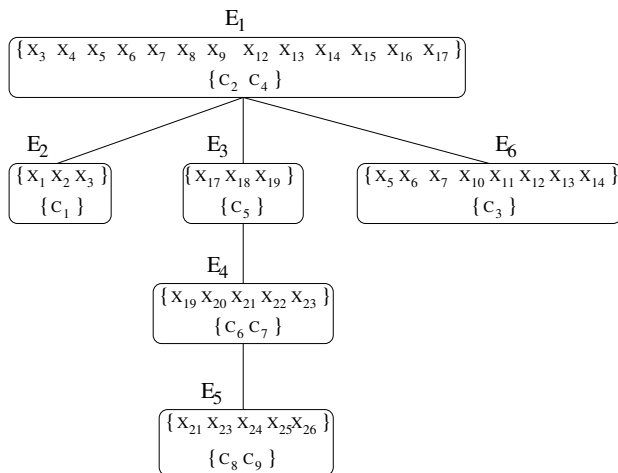 E₁
{X₃ X₄ X₅ X₆ X₇ X₈ X₉ X₁₂ X₁₃ X₁₄ X₁₅ X₁₆ X₁₇}
{C₂ C₄}
E₂ E₃ E₆
{X₁ X₂ X₃} {X₁₇ X₁₈ X₁₉} {X₅ X₆ X₇ X₁₀ X₁₁ X₁₂ X₁₃ X₁₄}
{C₁} {C₅} {C₃}
E₄
{X₁₉ X₂₀ X₂₁ X₂₂ X₂₃}
{C₆ C₇}
E₅
{X₂₁ X₂₃ X₂₄ X₂₅ X₂₆}
{C₈ C₉}